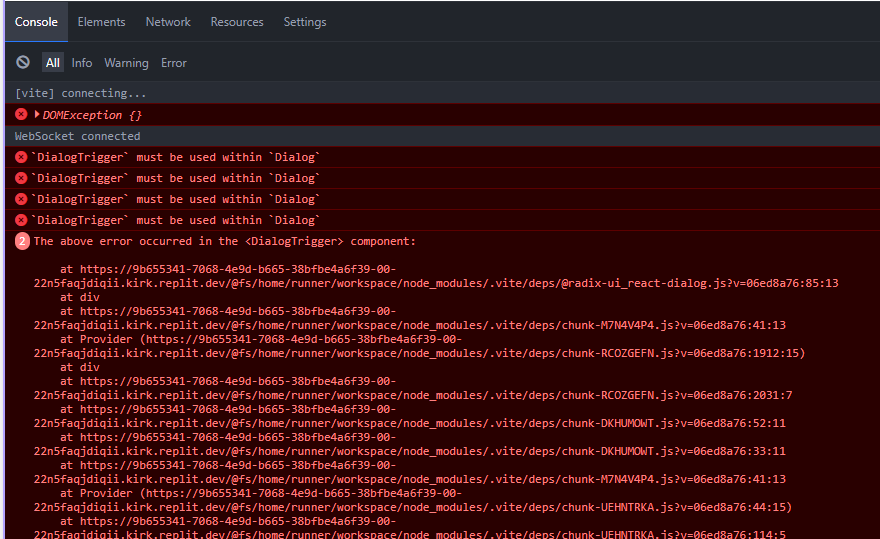 Console Elements Network Resources Settings
All Info Warning Error
[vite] connecting...
DOMException {}
WebSocket connected
`DialogTrigger` must be used within `Dialog`
`DialogTrigger` must be used within `Dialog`
`DialogTrigger` must be used within `Dialog`
`DialogTrigger` must be used within `Dialog`
2 The above error occurred in the <DialogTrigger> component:
at https://9b655341-7068-4e9d-b665-38bfbe4a6f39-00-
22n5faqjdiqii.kirk.replit.dev/@fs/home/runner/workspace/node_modules/.vite/deps/@radix-ui_react-dialog.js?v=06ed8a76:85:13
at div
at https://9b655341-7068-4e9d-b665-38bfbe4a6f39-00-
22n5faqjdiqii.kirk.replit.dev/@fs/home/runner/workspace/node_modules/.vite/deps/chunk-M7N4V4P4.js?v=06ed8a76:41:13
at Provider (https://9b655341-7068-4e9d-b665-38bfbe4a6f39-00-
22n5faqjdiqii.kirk.replit.dev/@fs/home/runner/workspace/node_modules/.vite/deps/chunk-RCOZGEFN.js?v=06ed8a76:1912:15)
at div
at https://9b655341-7068-4e9d-b665-38bfbe4a6f39-00-
22n5faqjdiqii.kirk.replit.dev/@fs/home/runner/workspace/node_modules/.vite/deps/chunk-RCOZGEFN.js?v=06ed8a76:2031:7
at https://9b655341-7068-4e9d-b665-38bfbe4a6f39-00-
22n5faqjdiqii.kirk.replit.dev/@fs/home/runner/workspace/node_modules/.vite/deps/chunk-DKHUMOWT.js?v=06ed8a76:52:11
at https://9b655341-7068-4e9d-b665-38bfbe4a6f39-00-
22n5faqjdiqii.kirk.replit.dev/@fs/home/runner/workspace/node_modules/.vite/deps/chunk-DKHUMOWT.js?v=06ed8a76:33:11
at https://9b655341-7068-4e9d-b665-38bfbe4a6f39-00-
22n5faqjdiqii.kirk.replit.dev/@fs/home/runner/workspace/node_modules/.vite/deps/chunk-M7N4V4P4.js?v=06ed8a76:41:13
at Provider (https://9b655341-7068-4e9d-b665-38bfbe4a6f39-00-
22n5faqjdiqii.kirk.replit.dev/@fs/home/runner/workspace/node_modules/.vite/deps/chunk-UEHNTRKA.js?v=06ed8a76:44:15)
at https://9b655341-7068-4e9d-b665-38bfbe4a6f39-00-
22n5faqjdiqii.kirk.replit.dev/@fs/home/runner/workspace/node_modules/.vite/deps/chunk-UEHNTRKA.js?v=06ed8a76:114:5